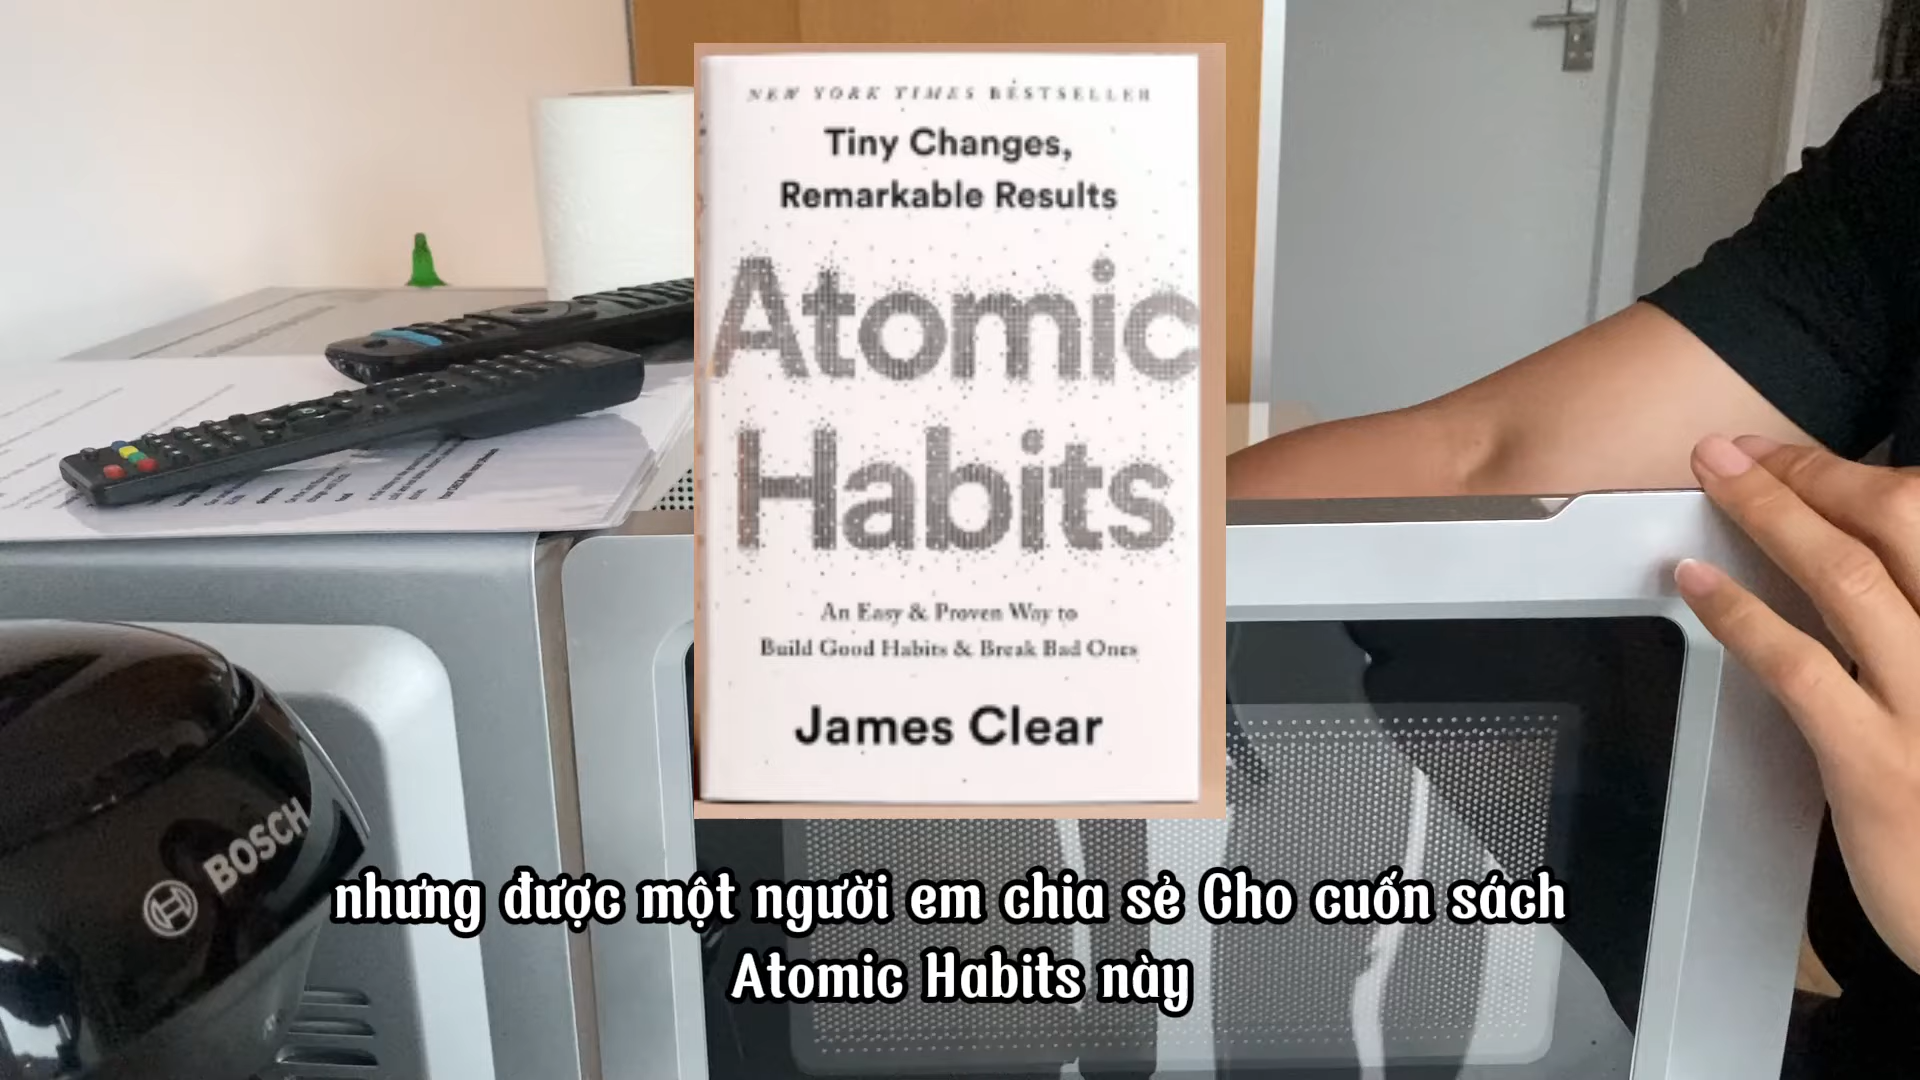 NEW YORK TIMES BESTSELLER
Tiny Changes,
Remarkable Results
Atomic
Habits
An Easy & Proven Way to
Build Good Habits & Break Bad Ones
James Clear
BOSCH
nhưng được một người em chia sẻ Cho cuốn sách
Atomic Habits này